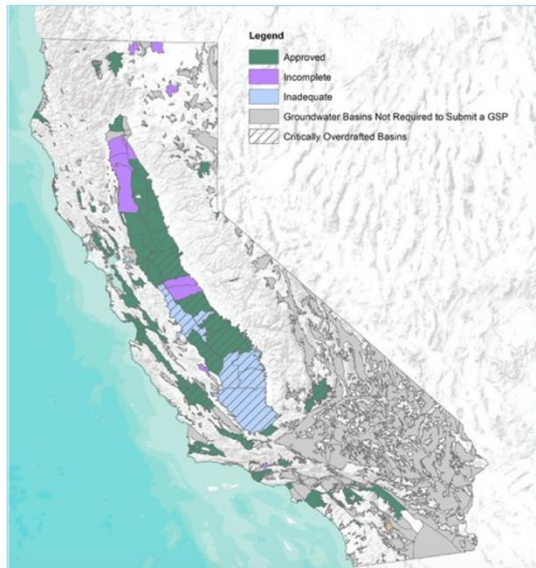 Legend
Approved
Incomplete
Inadequate
Groundwater Basins Not Required to Submit a GSP
Critically Overdrafted Basins